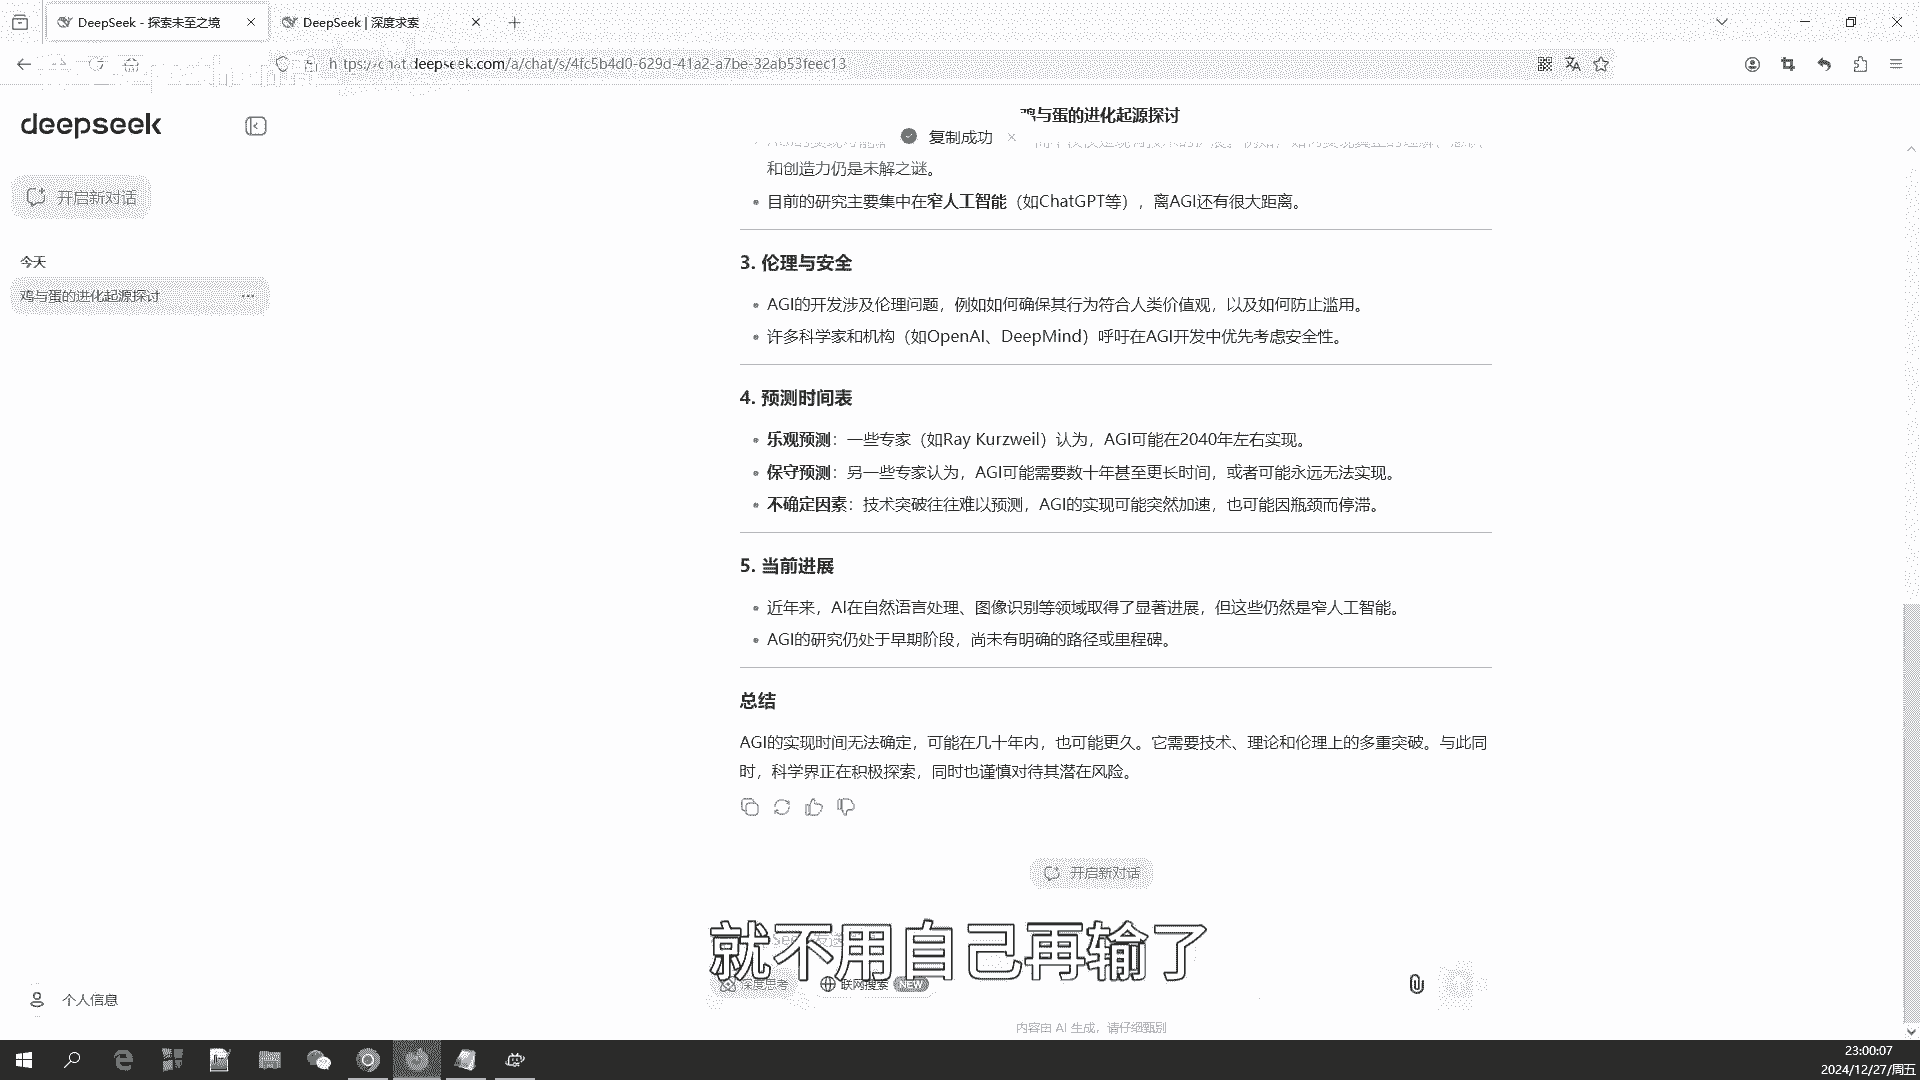 DeepSeek - 探索未至之境
DeepSeek | 深度求索
https://chat.deepseek.com/a/chat/s/4fc5b4d0-629d-41a2-a7be-32ab53feec13
deepseek
开启新对话
今天
鸡与蛋的进化起源探讨
个人信息
鸡与蛋的进化起源探讨
复制成功
和创造力仍是未解之谜。
目前的研究主要集中在窄人工智能（如ChatGPT等），离AGI还有很大距离。
3. 伦理与安全
AGI的开发涉及伦理问题，例如如何确保其行为符合人类价值观，以及如何防止滥用。
许多科学家和机构（如OpenAI、DeepMind）呼吁在AGI开发中优先考虑安全性。
4. 预测时间表
乐观预测：一些专家（如Ray Kurzweil）认为，AGI可能在2040年左右实现。
保守预测：另一些专家认为，AGI可能需要数十年甚至更长时间，或者可能永远无法实现。
不确定因素：技术突破往往难以预测，AGI的实现可能突然加速，也可能因瓶颈而停滞。
5. 当前进展
近年来，AI在自然语言处理、图像识别等领域取得了显著进展，但这些仍然是窄人工智能。
AGI的研究仍处于早期阶段，尚未有明确的路径或里程碑。
总结
AGI的实现时间无法确定，可能在几十年内，也可能更久。它需要技术、理论和伦理上的多重突破。与此同
时，科学界正在积极探索，同时也谨慎对待其潜在风险。
开启新对话
就不用自己再输了
深度思考
联网搜索 NEW
内容由 AI 生成，请仔细甄别
23:00:07
2024/12/27/周五